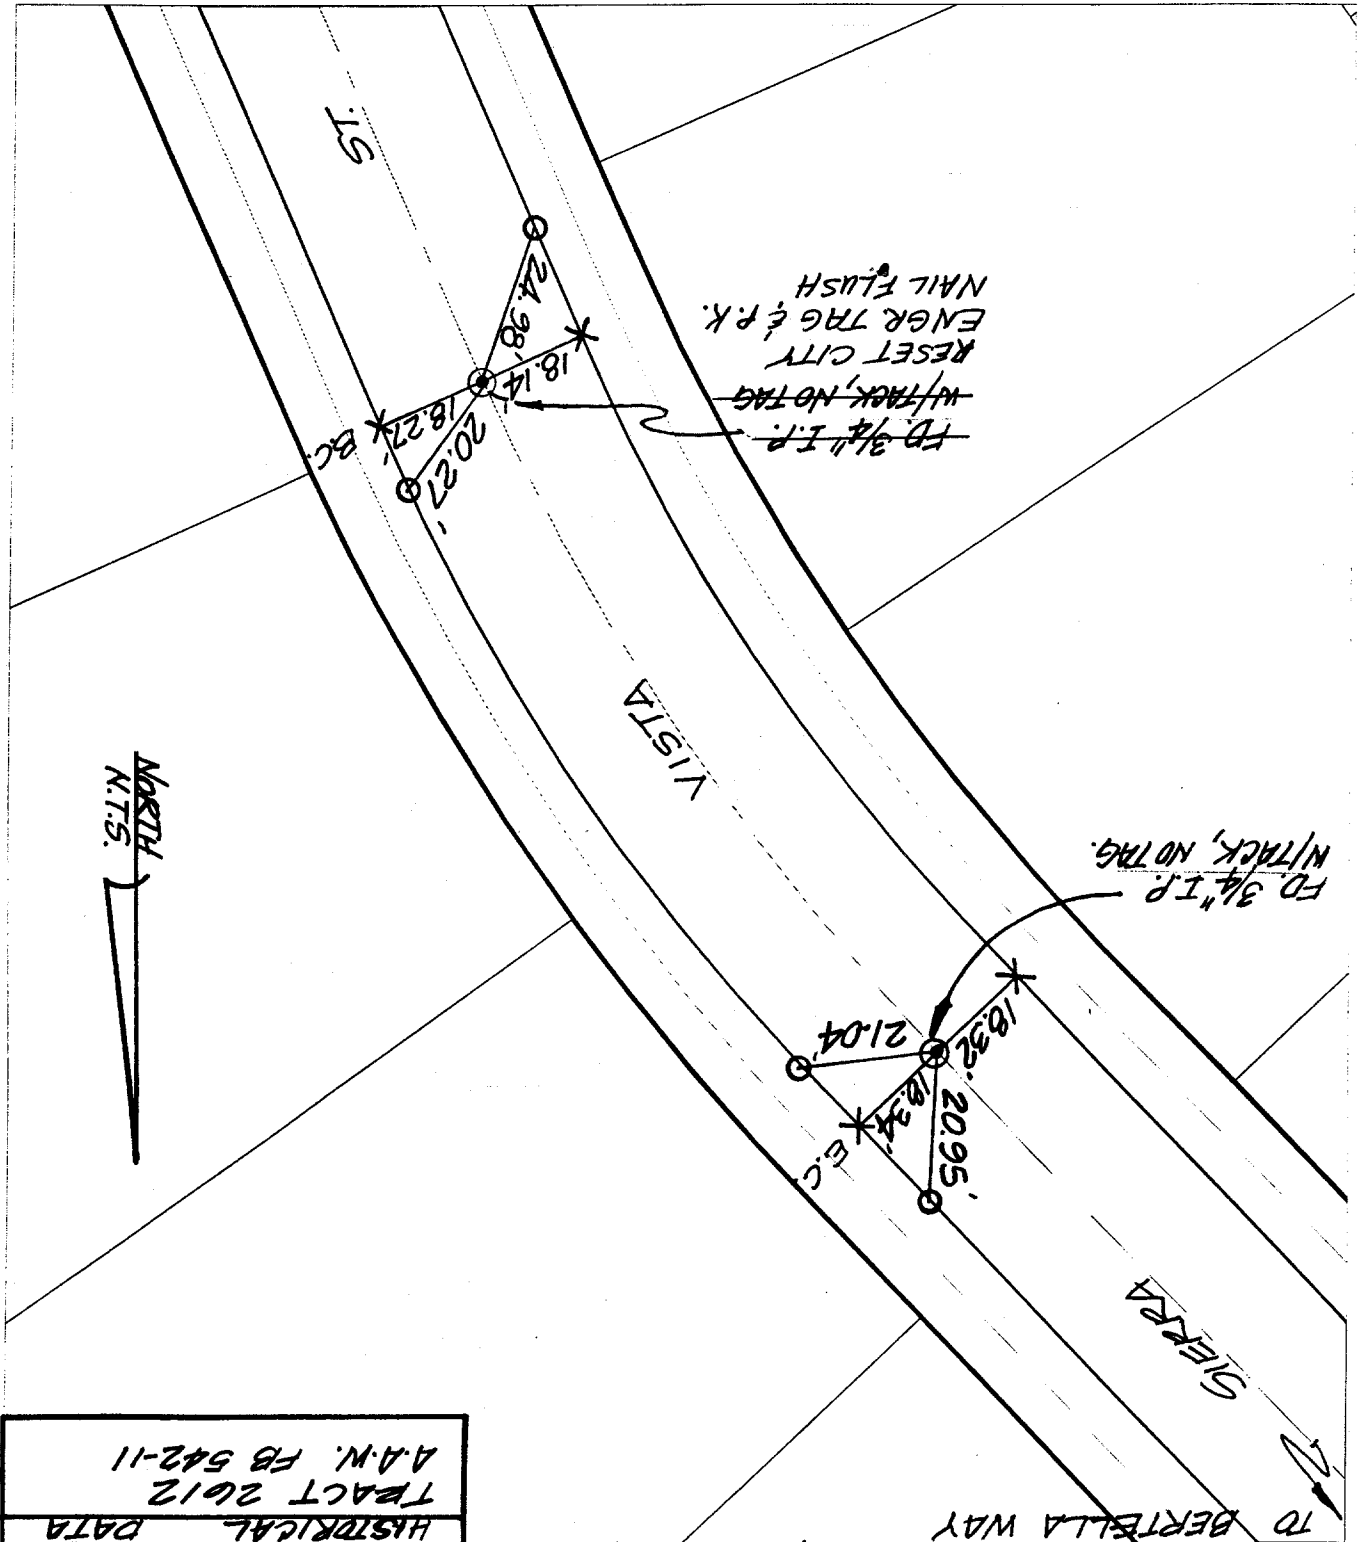 TO BERTELLA WAY
HISTORICAL DATA
TRACT 2612
A.A.W. FB 542-11
SIERRA
E.C.
20.95'
18.34'
18.32'
21.04'
FD. 3/4" I.P.
W/TACK, NO TAG.
NORTH
N.T.S.
VISTA
B.C.
20.27'
18.27'
18.14'
24.98'
FD. 3/4" I.P.
W/TACK, NO TAG
RESET CITY
ENGR TAG & P.K.
NAIL FLUSH
ST.